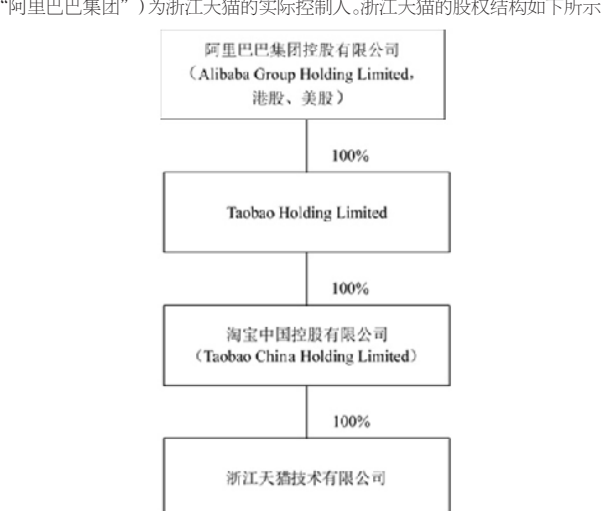 “阿里巴巴集团”)为浙江天猫的实际控制人。浙江天猫的股权结构如下所示
阿里巴巴集团控股有限公司
(Alibaba Group Holding Limited,
港股、美股)
100%
Taobao Holding Limited
100%
淘宝中国控股有限公司
(Taobao China Holding Limited)
100%
浙江天猫技术有限公司